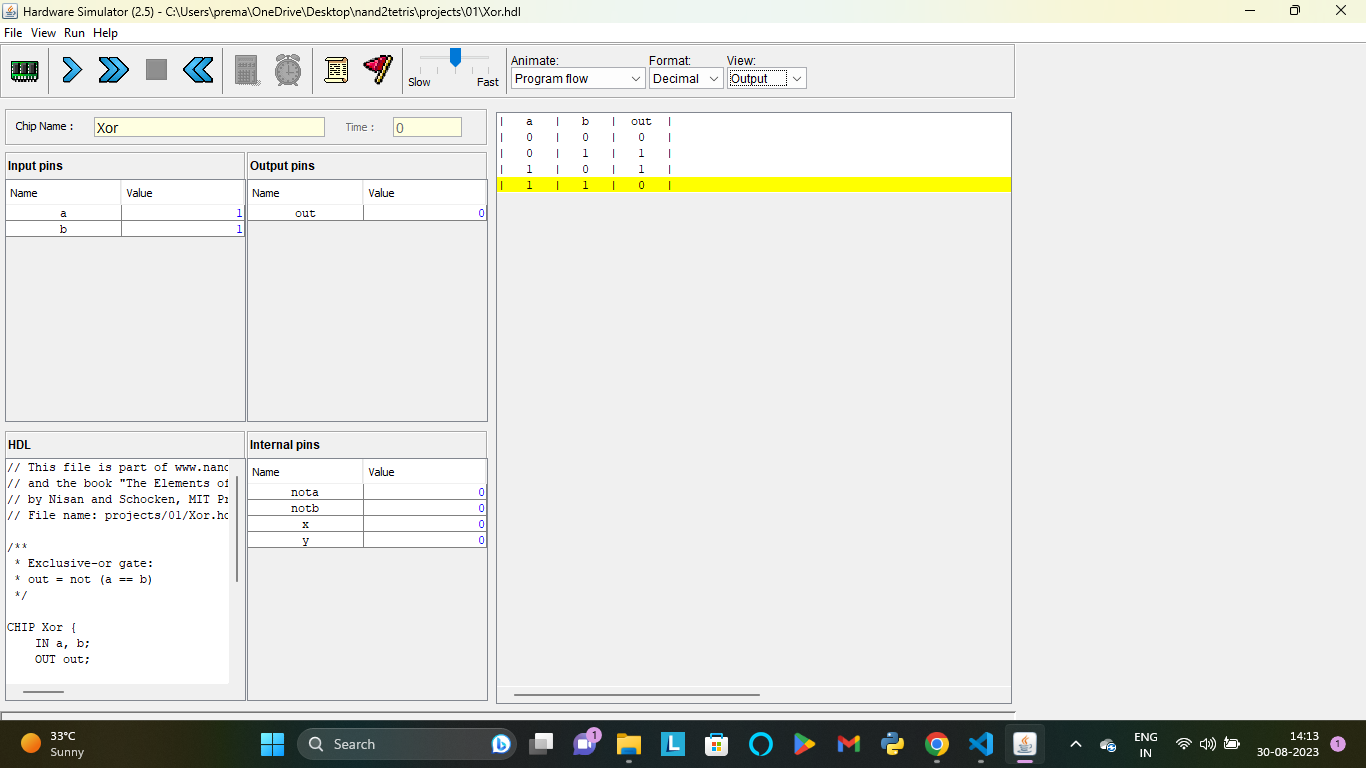 Hardware Simulator (2.5) - C:\Users\prema\OneDrive\Desktop\nand2tetris\projects\01\Xor.hdl
File View Run Help
Slow Fast
Animate: Format: View:
Program flow Decimal Output
Chip Name : Xor Time : 0
Input pins
Name Value
a 1
b 1
Output pins
Name Value
out 0
| a | b | out |
| 0 | 0 | 0 |
| 0 | 1 | 1 |
| 1 | 0 | 1 |
| 1 | 1 | 0 |
HDL
// This file is part of www.nand
// and the book "The Elements of
// by Nisan and Schocken, MIT Pr
// File name: projects/01/Xor.hd
/**
* Exclusive-or gate:
* out = not (a == b)
*/
CHIP Xor {
IN a, b;
OUT out;
Internal pins
Name Value
nota 0
notb 0
x 0
y 0
33°C
Sunny
Search
1
L
ENG
IN
14:13
30-08-2023
1